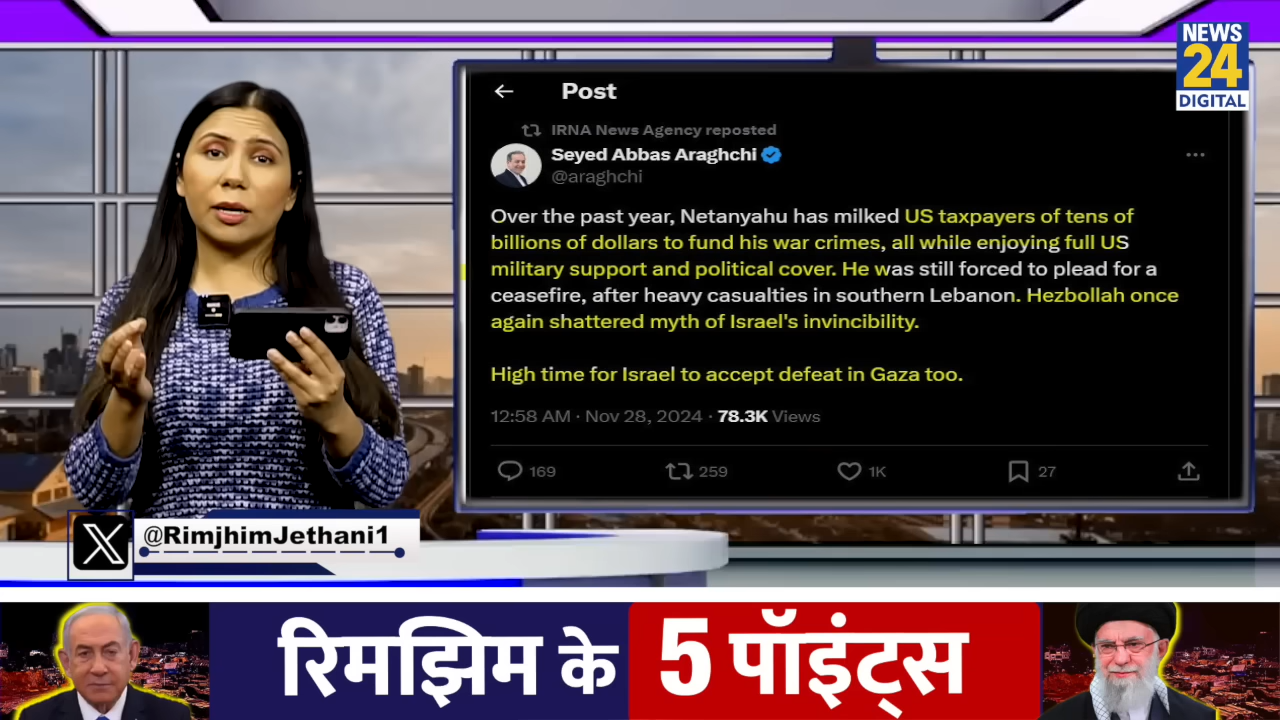 NEWS
24
DIGITAL
Post
IRNA News Agency reposted
Seyed Abbas Araghchi
@araghchi
Over the past year, Netanyahu has milked US taxpayers of tens of
billions of dollars to fund his war crimes, all while enjoying full US
military support and political cover. He was still forced to plead for a
ceasefire, after heavy casualties in southern Lebanon. Hezbollah once
again shattered myth of Israel's invincibility.
High time for Israel to accept defeat in Gaza too.
12:58 AM · Nov 28, 2024 · 78.3K Views
169 259 1K 27
@RimjhimJethani1
रिमझिम के 5 पॉइंट्स